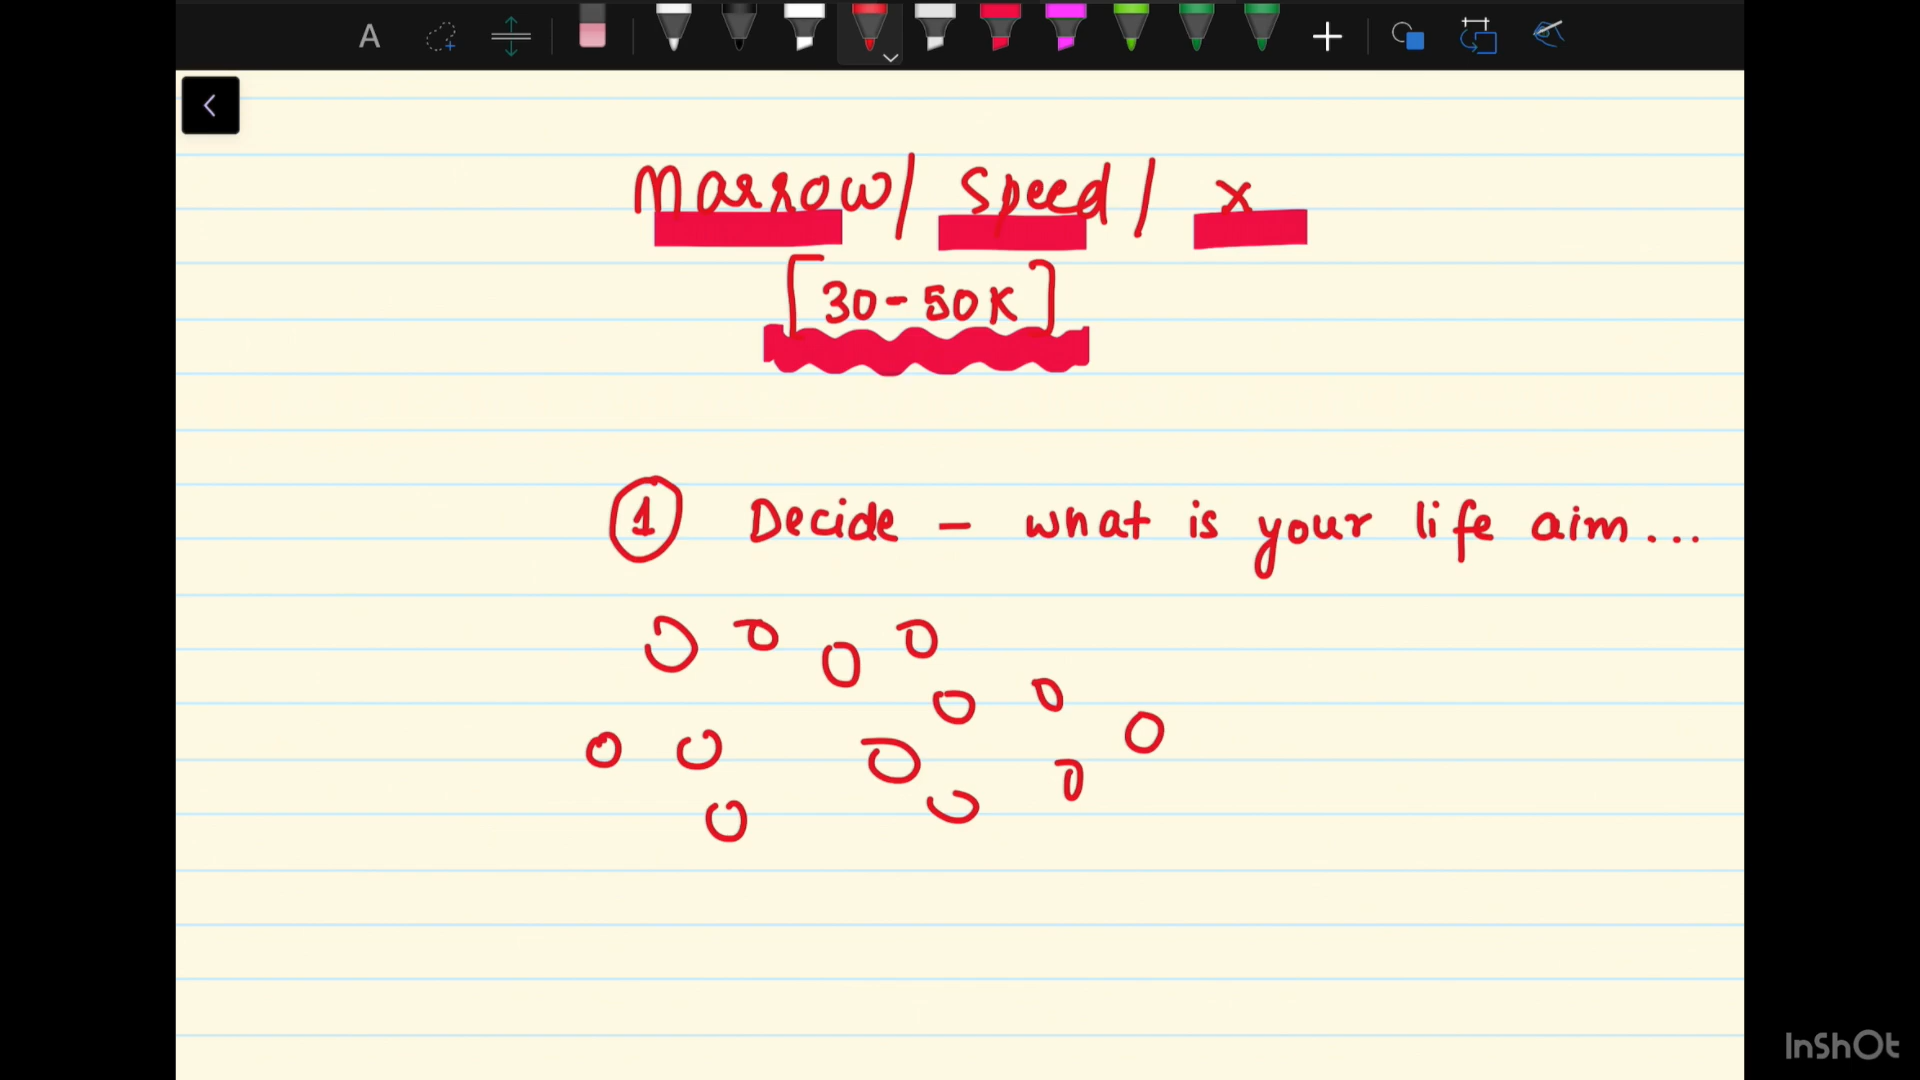 A
Marrow/ speed/ x
[30-50K]
1 Decide - what is your life aim...
InShOt